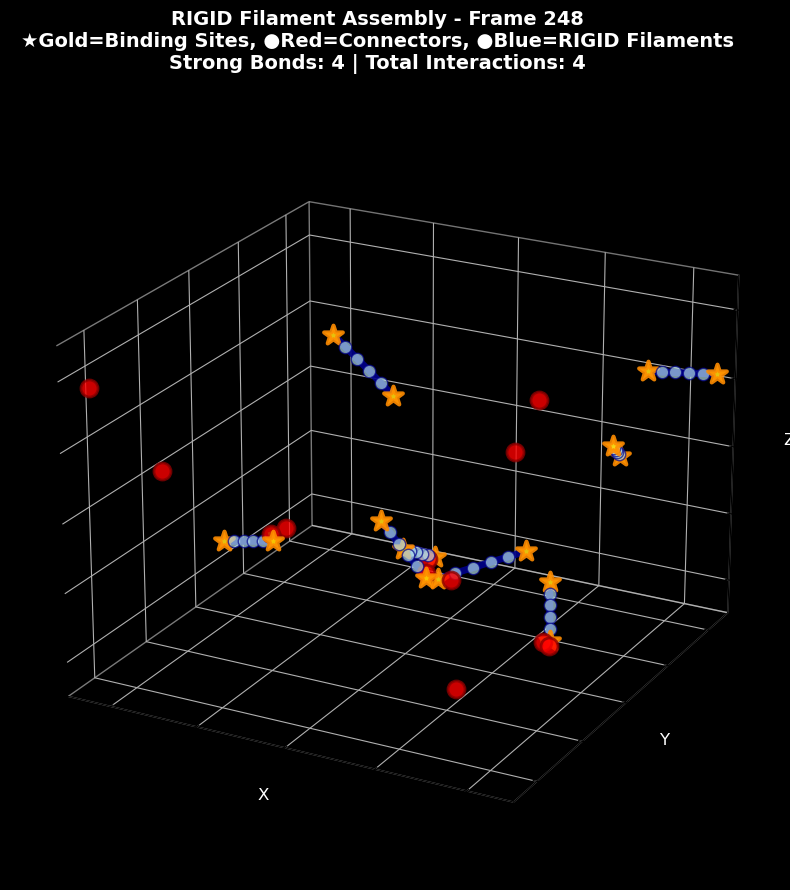 RIGID Filament Assembly - Frame 248
★Gold=Binding Sites, ●Red=Connectors, ●Blue=RIGID Filaments
Strong Bonds: 4 | Total Interactions: 4
Z
Y
X